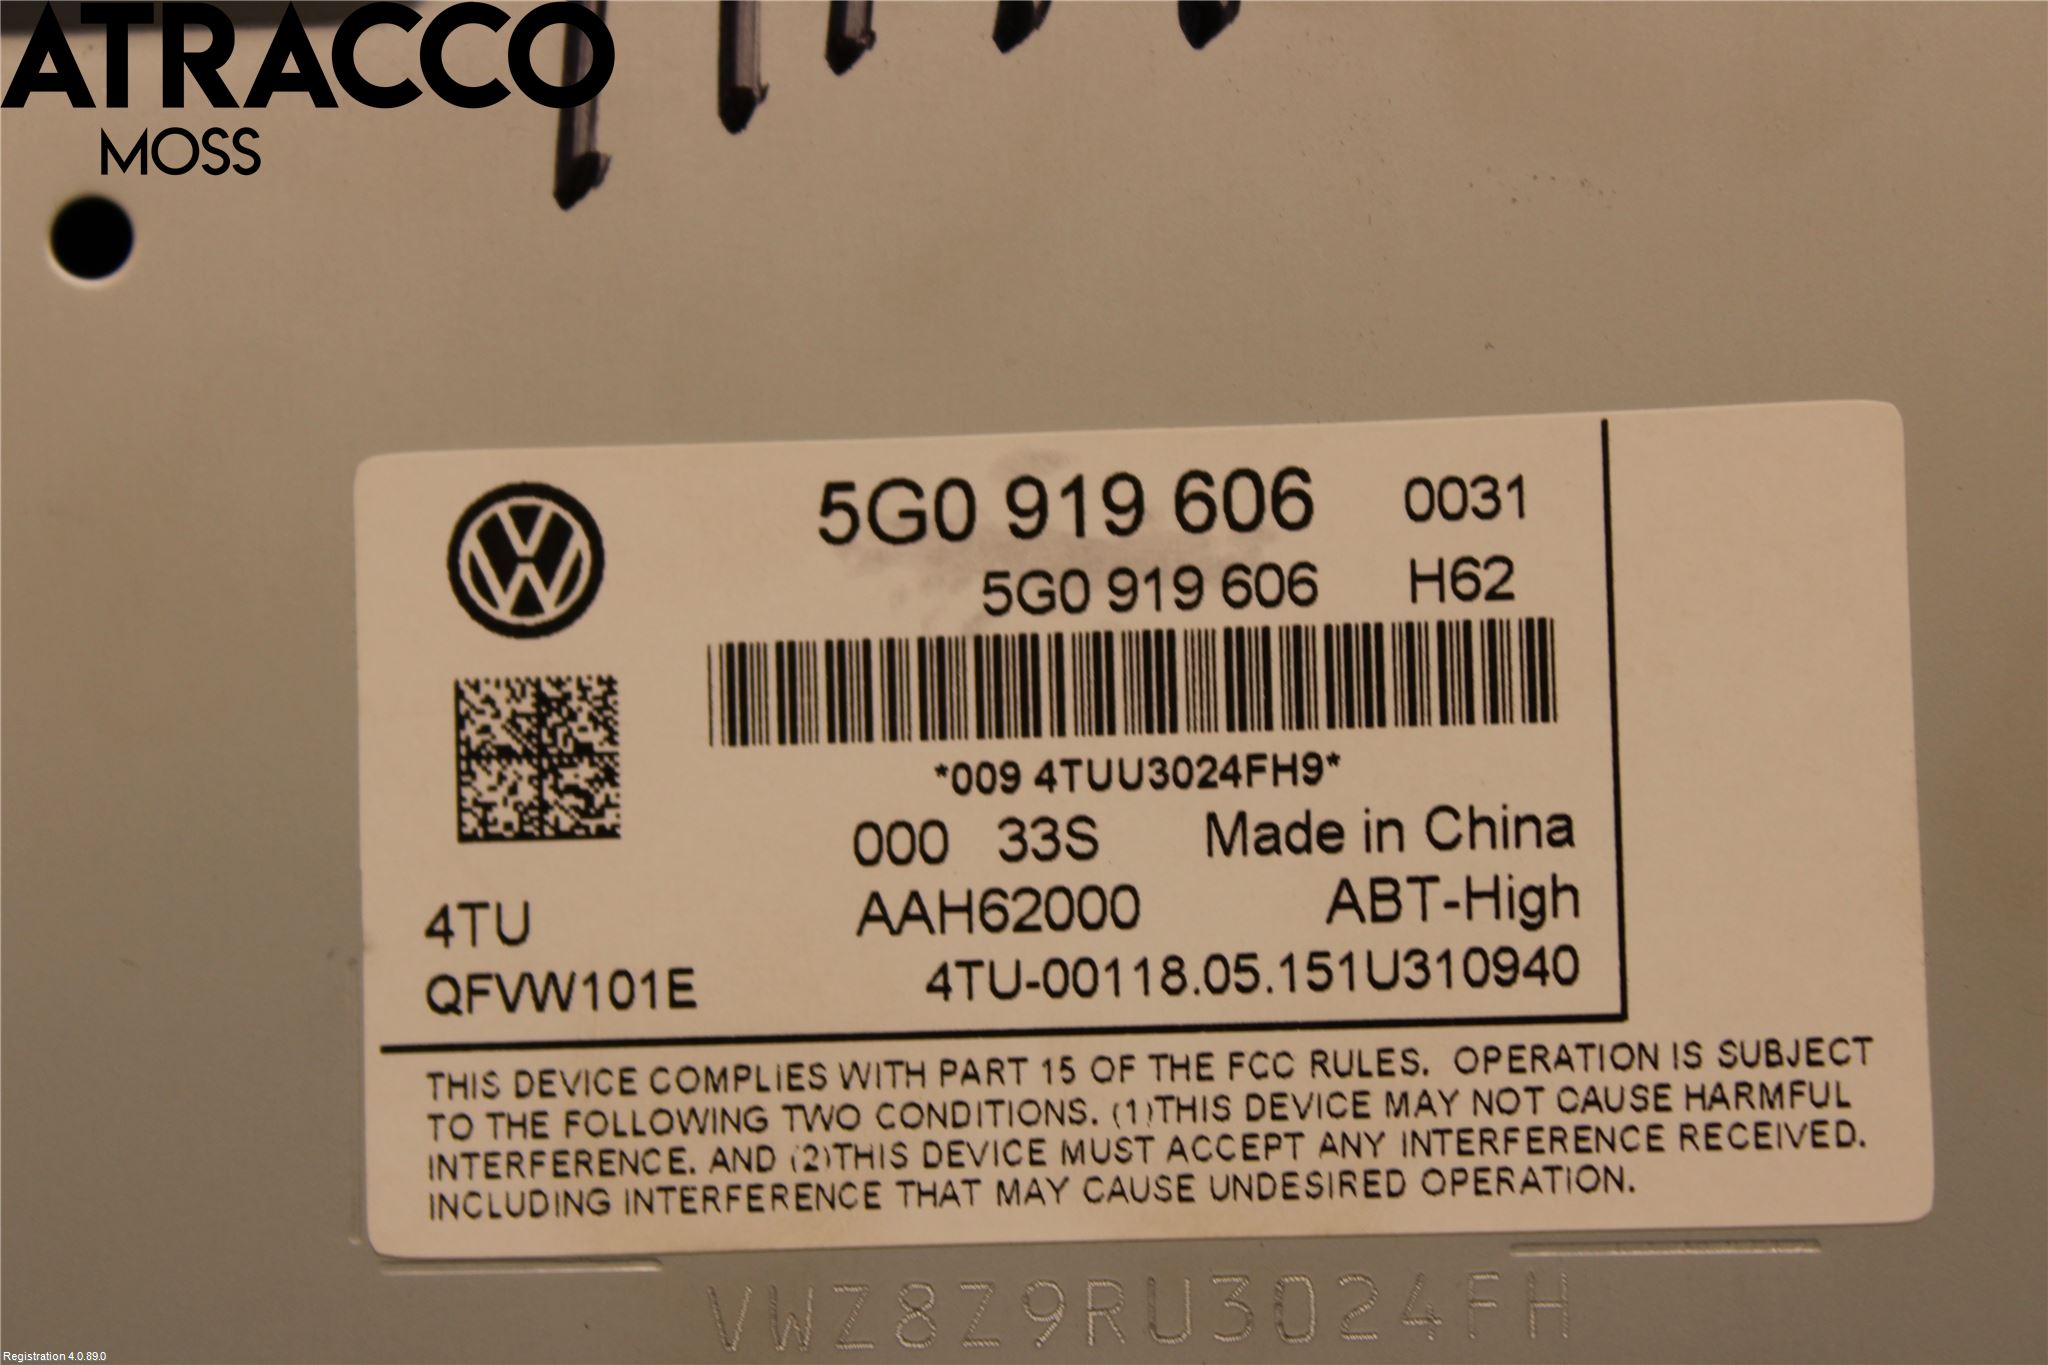 ATRACCO
MOSS
5G0 919 606 0031
5G0 919 606 H62
*009 4TUU3024FH9*
000 33S Made in China
4TU AAH62000 ABT-High
QFVW101E 4TU-00118.05.151U310940
THIS DEVICE COMPLIES WITH PART 15 OF THE FCC RULES. OPERATION IS SUBJECT
TO THE FOLLOWING TWO CONDITIONS. (1)THIS DEVICE MAY NOT CAUSE HARMFUL
INTERFERENCE. AND (2)THIS DEVICE MUST ACCEPT ANY INTERFERENCE RECEIVED.
INCLUDING INTERFERENCE THAT MAY CAUSE UNDESIRED OPERATION.
VWZ8Z9RU3024FH
Registration 4.0.89.0